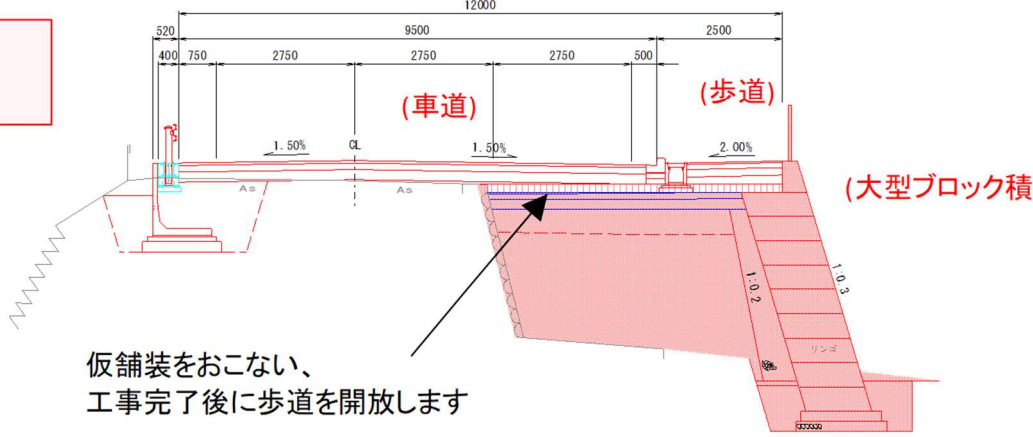 12000
520 9500 2500
400 750 2750 2750 2750 500
(車道)
(歩道)
1.50% CL 1.50% 2.00%
As As
(大型ブロック積
1:0.2
1:0.3
仮舗装をおこない、
工事完了後に歩道を開放します